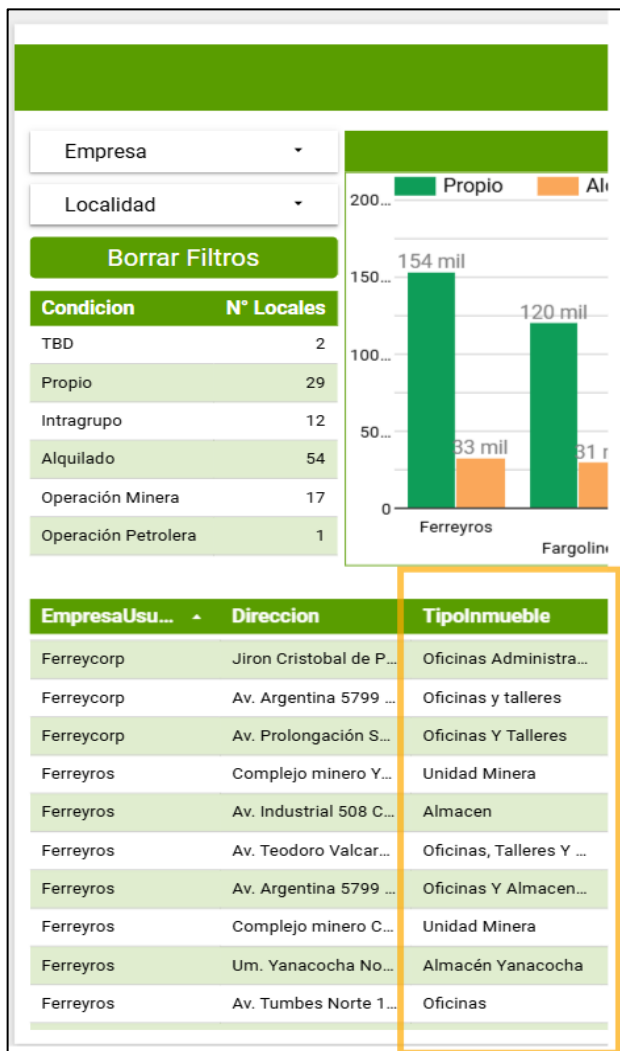 Empresa
Localidad
Borrar Filtros
Condicion N° Locales
TBD 2
Propio 29
Intragrupo 12
Alquilado 54
Operación Minera 17
Operación Petrolera 1
Propio
200...
150...
100...
50...
0
154 mil
33 mil
120 mil
Ferreyros
EmpresaUsu... Direccion TipoInmueble
Ferreycorp Jiron Cristobal de P... Oficinas Administra...
Ferreycorp Av. Argentina 5799 ... Oficinas y talleres
Ferreycorp Av. Prolongación S... Oficinas Y Talleres
Ferreyros Complejo minero Y... Unidad Minera
Ferreyros Av. Industrial 508 C... Almacen
Ferreyros Av. Teodoro Valcar... Oficinas, Talleres Y ...
Ferreyros Av. Argentina 5799 ... Oficinas Y Almacen...
Ferreyros Complejo minero C... Unidad Minera
Ferreyros Um. Yanacocha No... Almacén Yanacocha
Ferreyros Av. Tumbes Norte 1... Oficinas